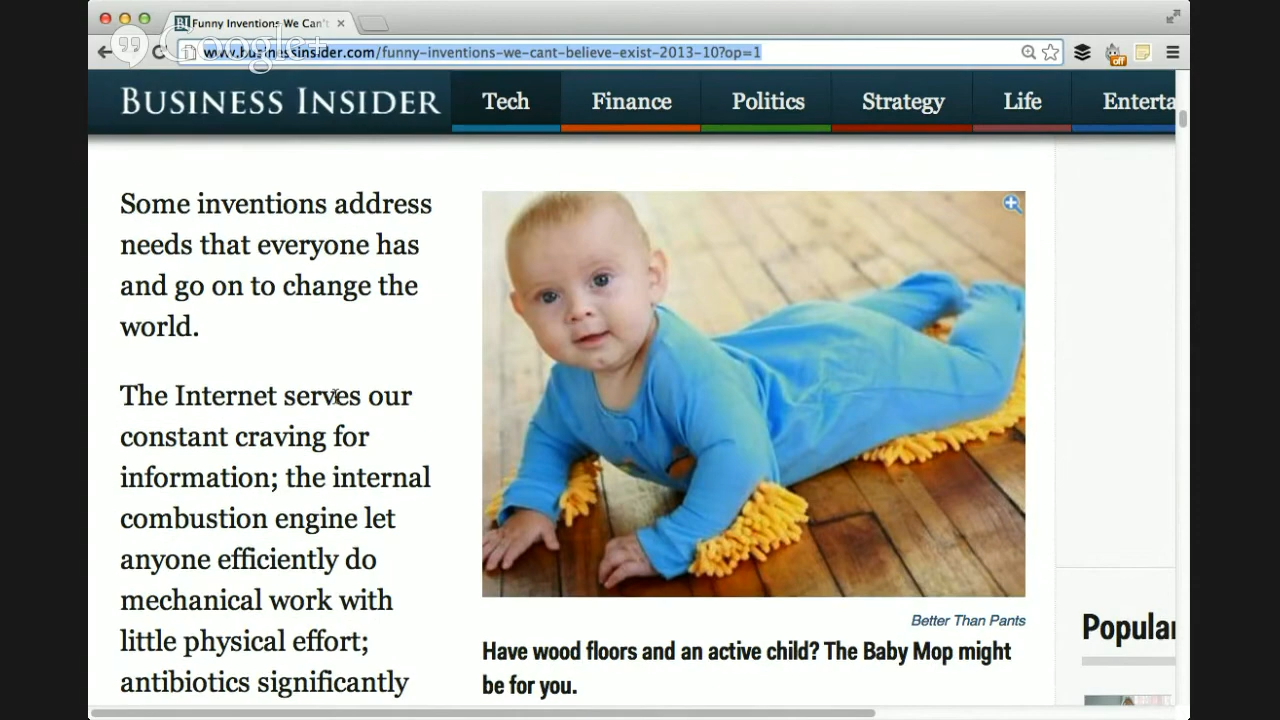 Funny Inventions We Can't
Google+
www.businessinsider.com/funny-inventions-we-cant-believe-exist-2013-10?op=1
off
BUSINESS INSIDER
Tech
Finance
Politics
Strategy
Life
Enterta
Some inventions address
needs that everyone has
and go on to change the
world.
The Internet serves our
constant craving for
information; the internal
combustion engine let
anyone efficiently do
mechanical work with
little physical effort;
antibiotics significantly
Better Than Pants
Have wood floors and an active child? The Baby Mop might
be for you.
Popular